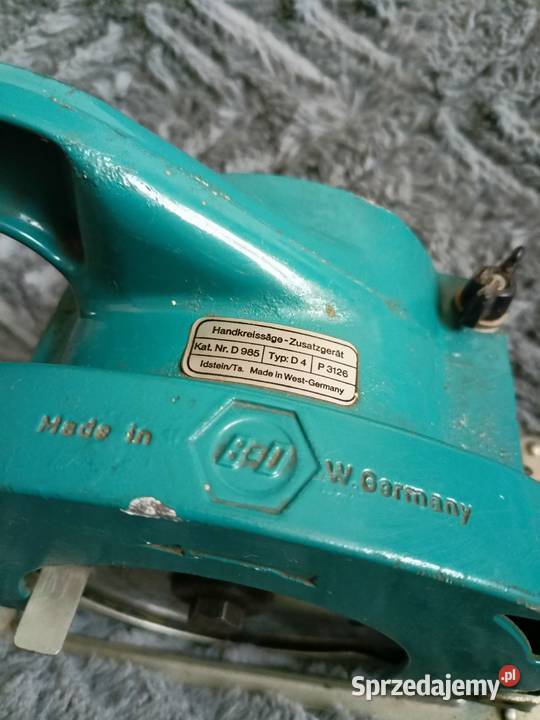 Handkreissäge-Zusatzgerät
Kat. Nr. D 985 Typ: D 4 P 3126
Idstein/Ts. Made in West-Germany
Made in
W. Germany
Sprzedajemy.pl